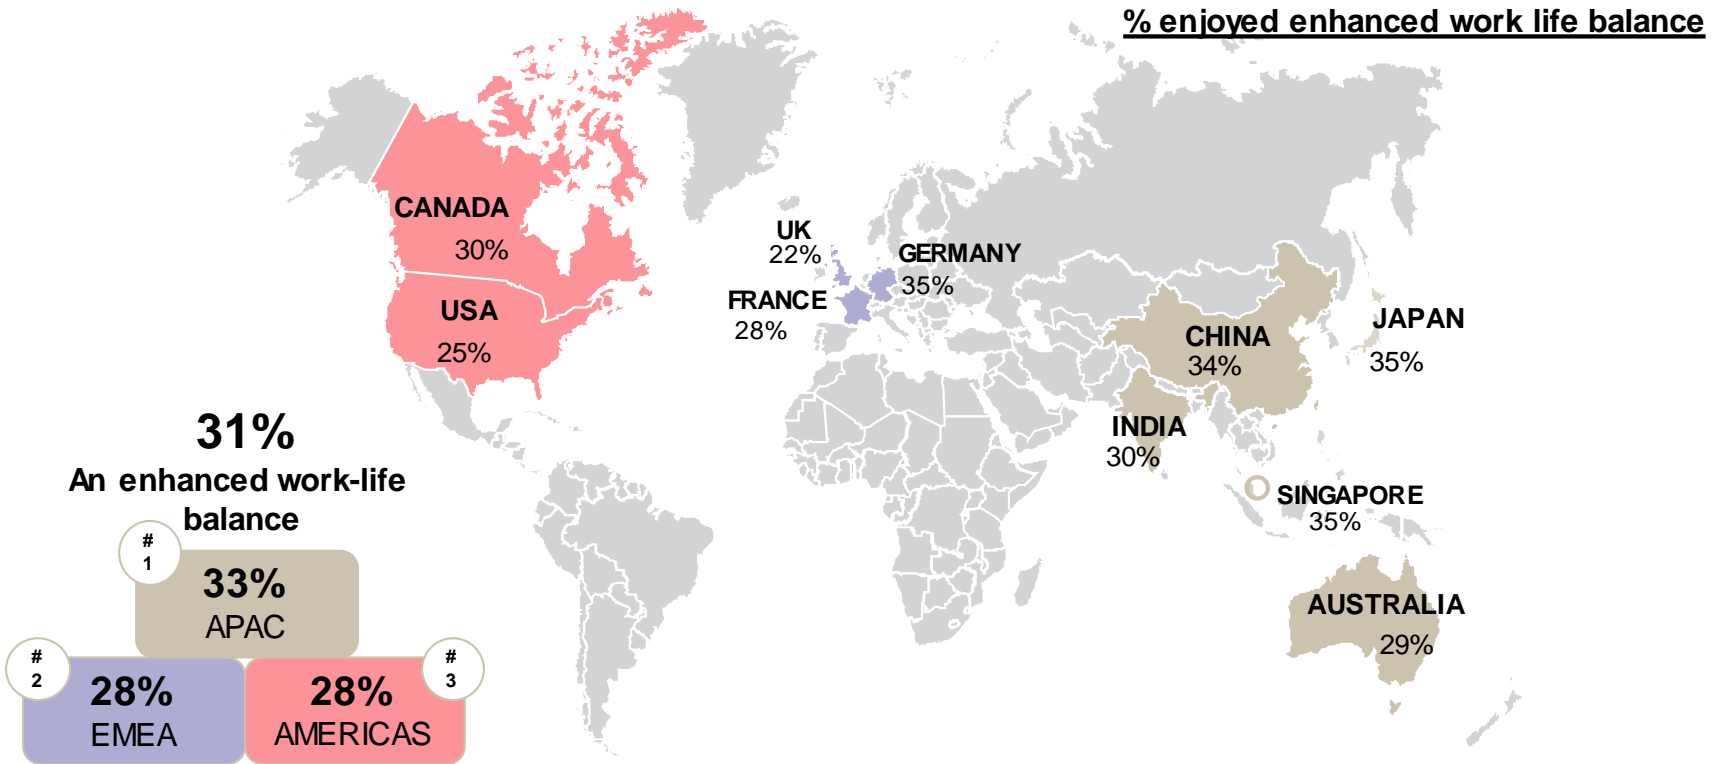 % enjoyed enhanced work life balance
CANADA
30%
USA
25%
UK
22%
GERMANY
35%
FRANCE
28%
CHINA
34%
JAPAN
35%
INDIA
30%
SINGAPORE
35%
AUSTRALIA
29%
31%
An enhanced work-life
balance
#
1
33%
APAC
#
2
28%
EMEA
#
3
28%
AMERICAS